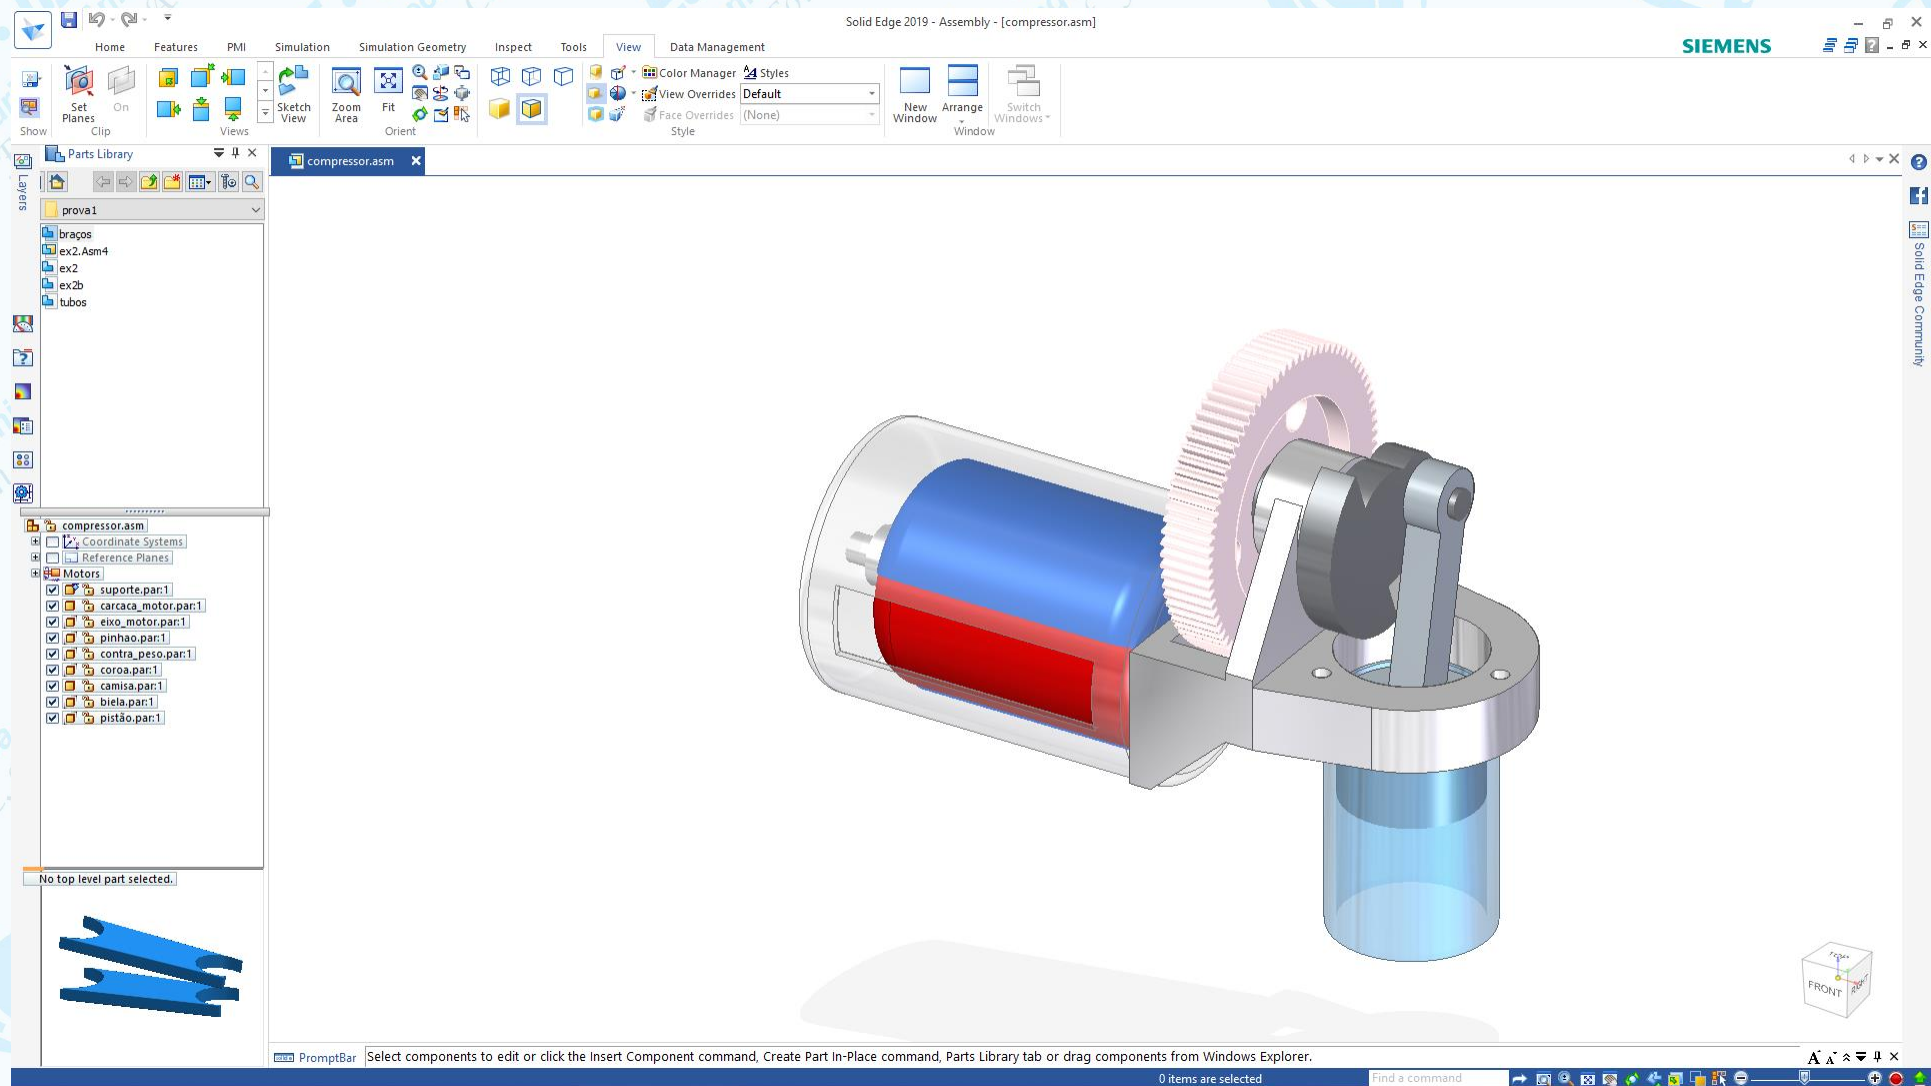 Solid Edge 2019 - Assembly - [compressor.asm]
Home Features PMI Simulation Simulation Geometry Inspect Tools View Data Management
SIEMENS
Set Planes
On
Sketch View
Zoom Area
Fit
Color Manager
Styles
View Overrides
Default
Face Overrides
(None)
New Window
Arrange
Switch Windows
Show Clip Views Orient Style Window
Layers
Parts Library
compressor.asm
prova1
braços
ex2.Asm4
ex2
ex2b
tubos
compressor.asm
Coordinate Systems
Reference Planes
Motors
suporte.par:1
carcaca_motor.par:1
eixo_motor.par:1
pinhao.par:1
contra_peso.par:1
coroa.par:1
camisa.par:1
biela.par:1
pistão.par:1
No top level part selected.
Solid Edge Community
TOP
FRONT
RIGHT
PromptBar
Select components to edit or click the Insert Component command, Create Part In-Place command, Parts Library tab or drag components from Windows Explorer.
0 items are selected
Find a command